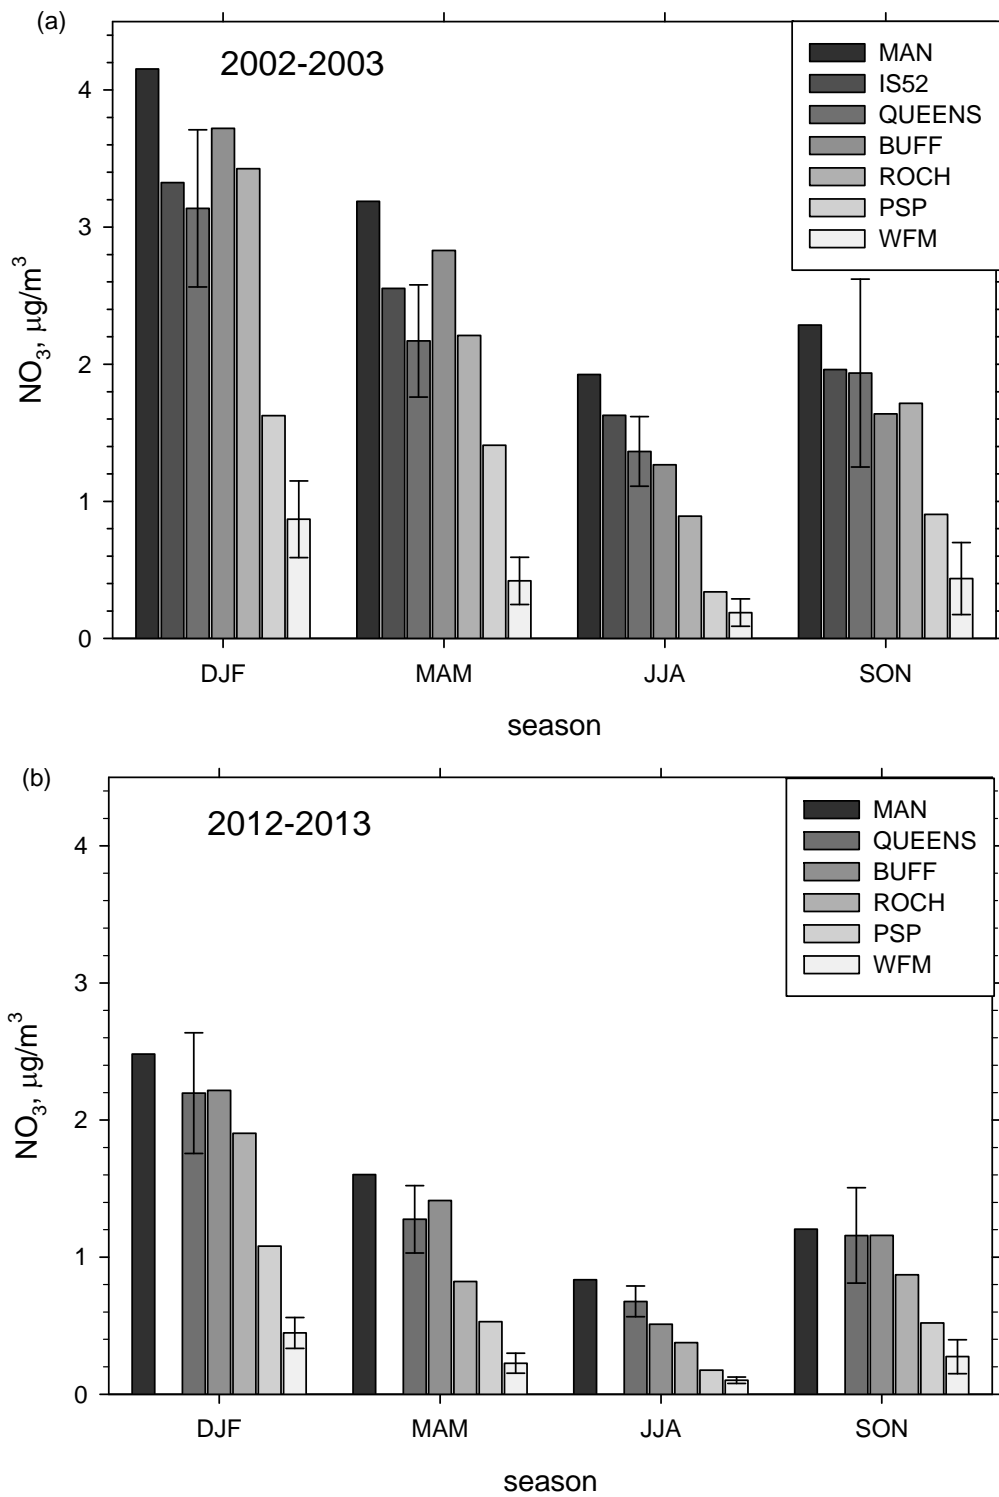 (a)
2002-2003
MAN
IS52
QUEENS
BUFF
ROCH
PSP
WFM
NO₃, μg/m³
4
3
2
1
0
DJF MAM JJA SON
season
(b)
2012-2013
MAN
QUEENS
BUFF
ROCH
PSP
WFM
NO₃, μg/m³
4
3
2
1
0
DJF MAM JJA SON
season